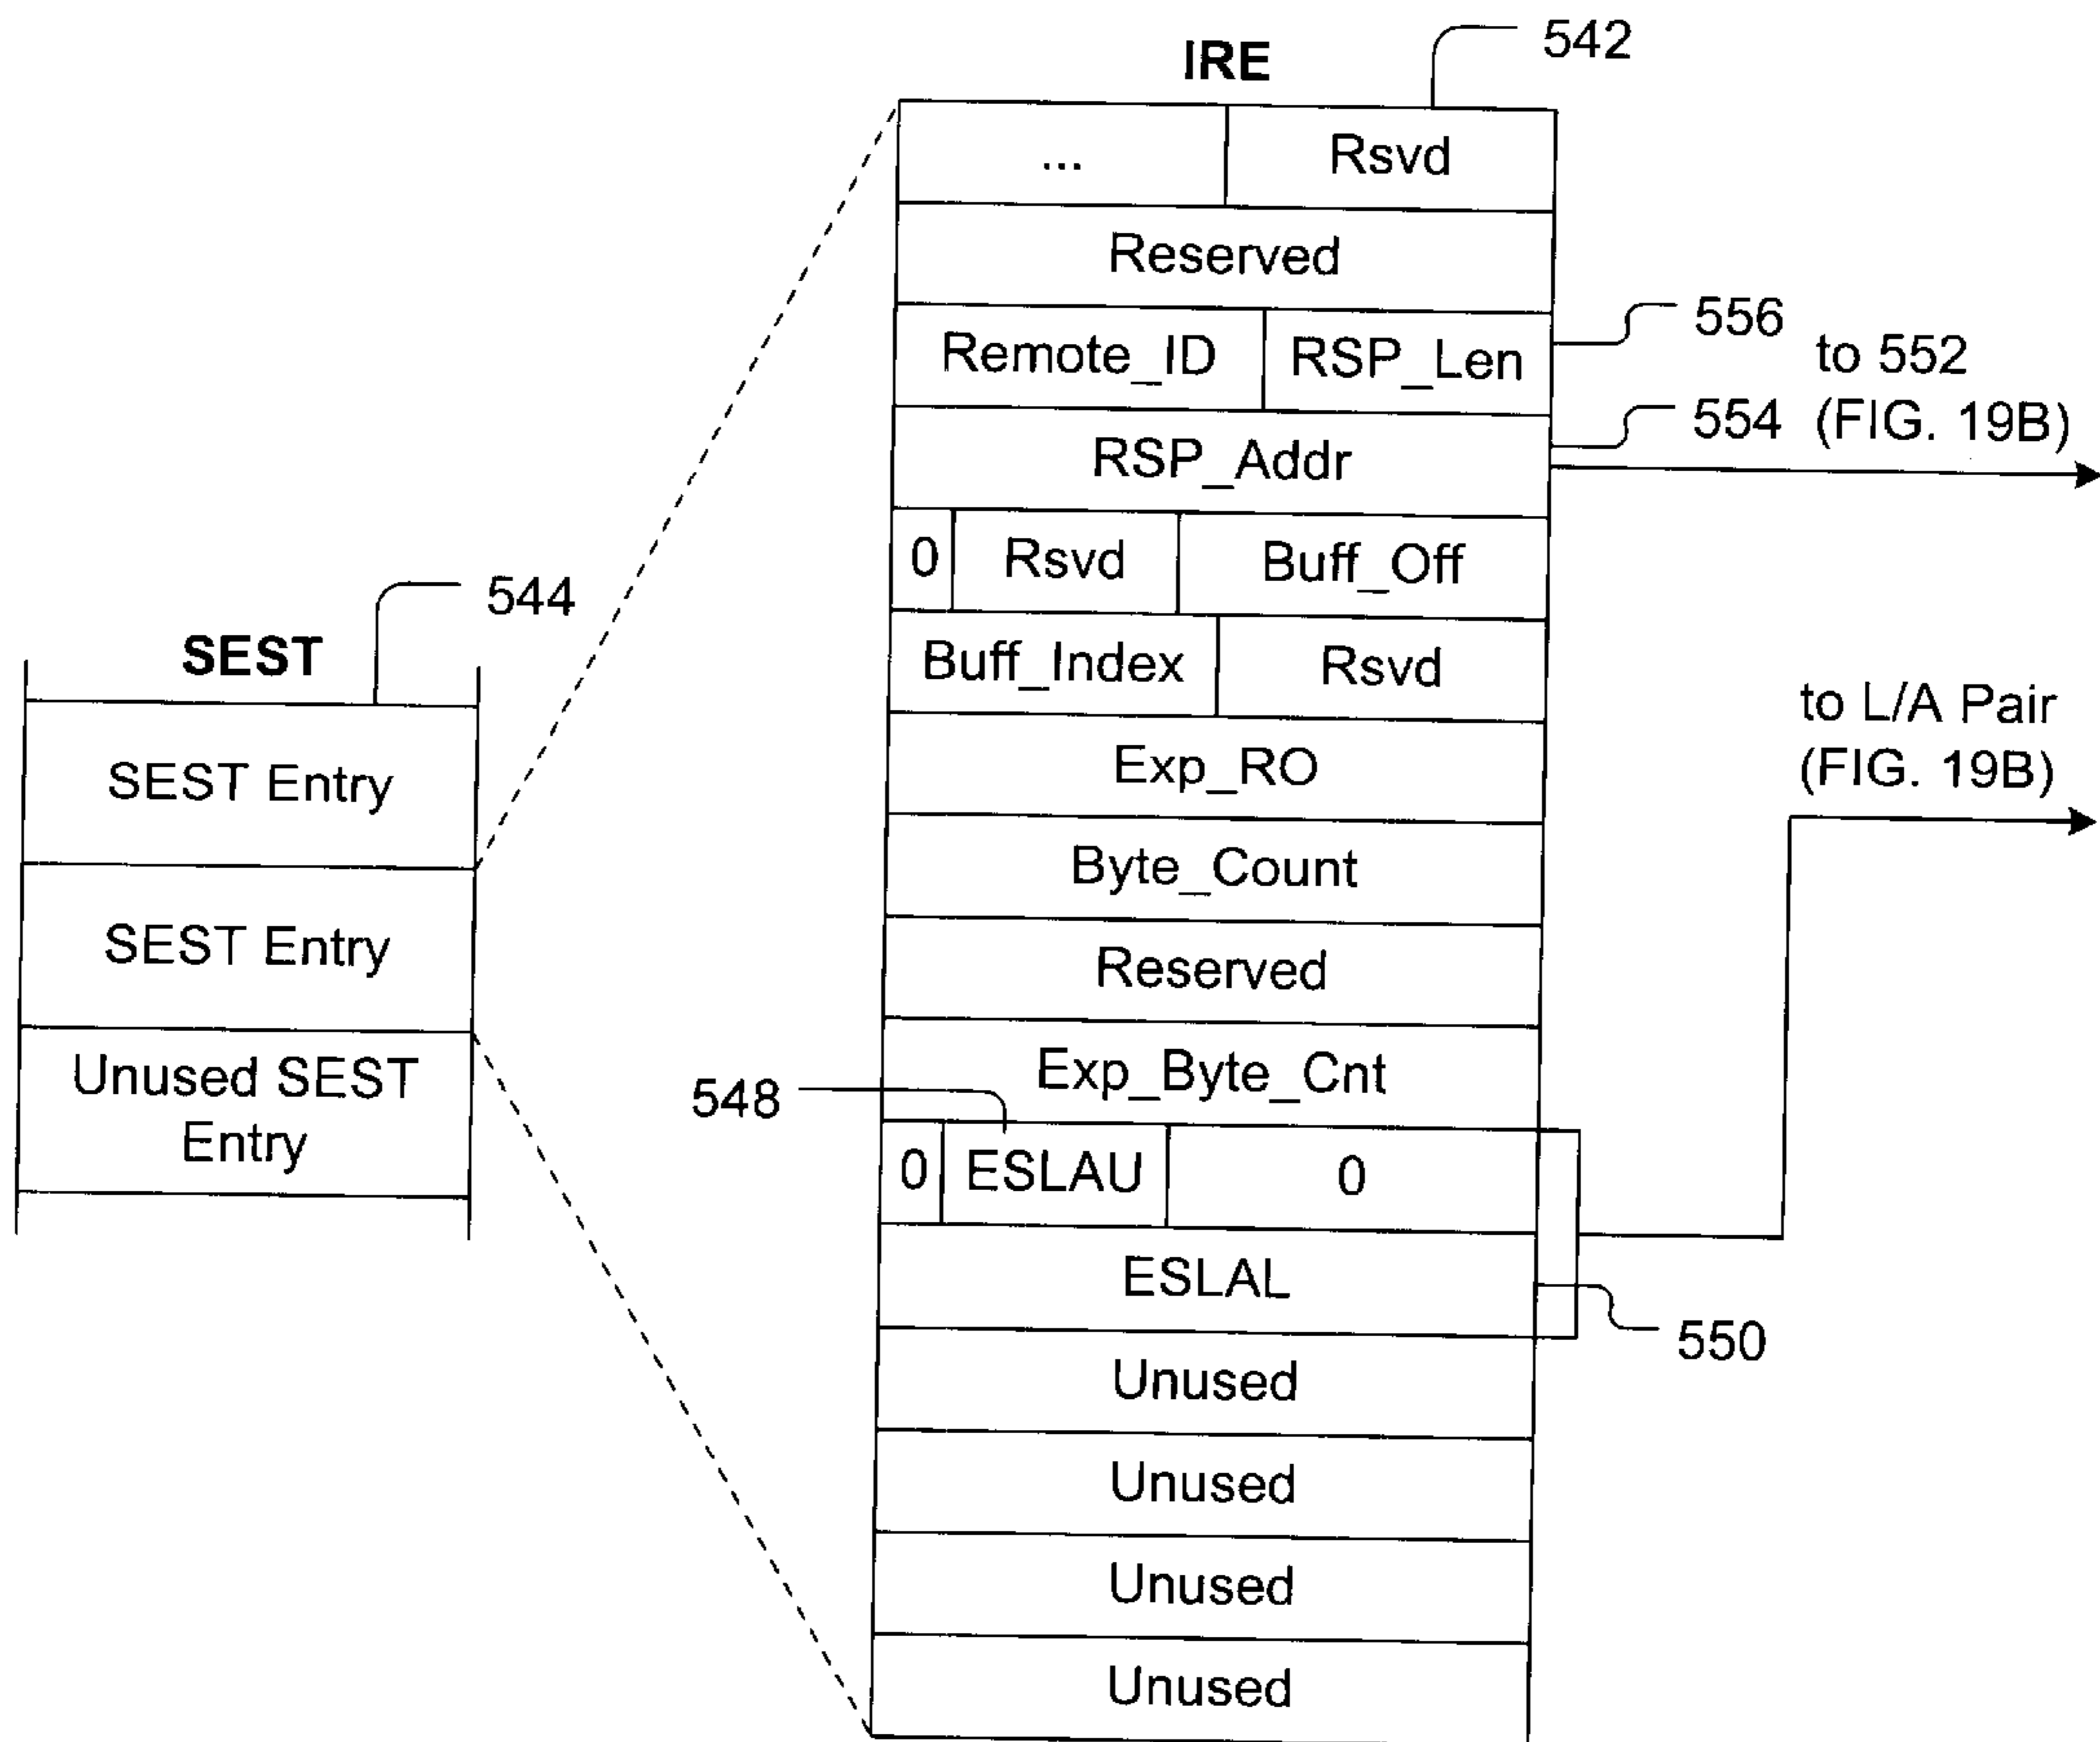 542
IRE
... Rsvd
Reserved
Remote_ID RSP_Len
556
to 552
(FIG. 19B)
RSP_Addr
554
0 Rsvd Buff_Off
Buff_Index Rsvd
Exp_RO
Byte_Count
Reserved
Exp_Byte_Cnt
548
0 ESLAU 0
ESLAL
550
Unused
Unused
Unused
Unused
to L/A Pair
(FIG. 19B)
544
SEST
SEST Entry
SEST Entry
Unused SEST
Entry